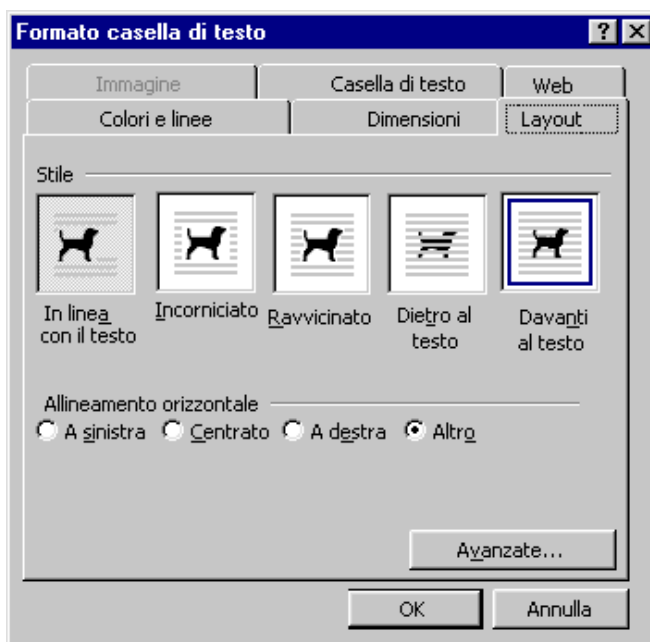 Formato casella di testo
Immagine Casella di testo Web
Colori e linee Dimensioni Layout
Stile
In linea
con il testo
Incorniciato
Ravvicinato
Dietro al
testo
Davanti
al testo
Allineamento orizzontale
A sinistra Centrato A destra Altro
Avanzate...
OK Annulla